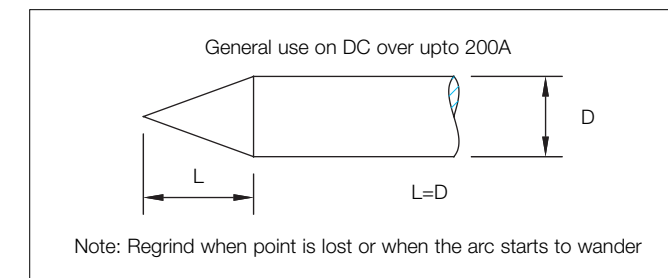 General use on DC over upto 200A
D
L
L=D
Note: Regrind when point is lost or when the arc starts to wander